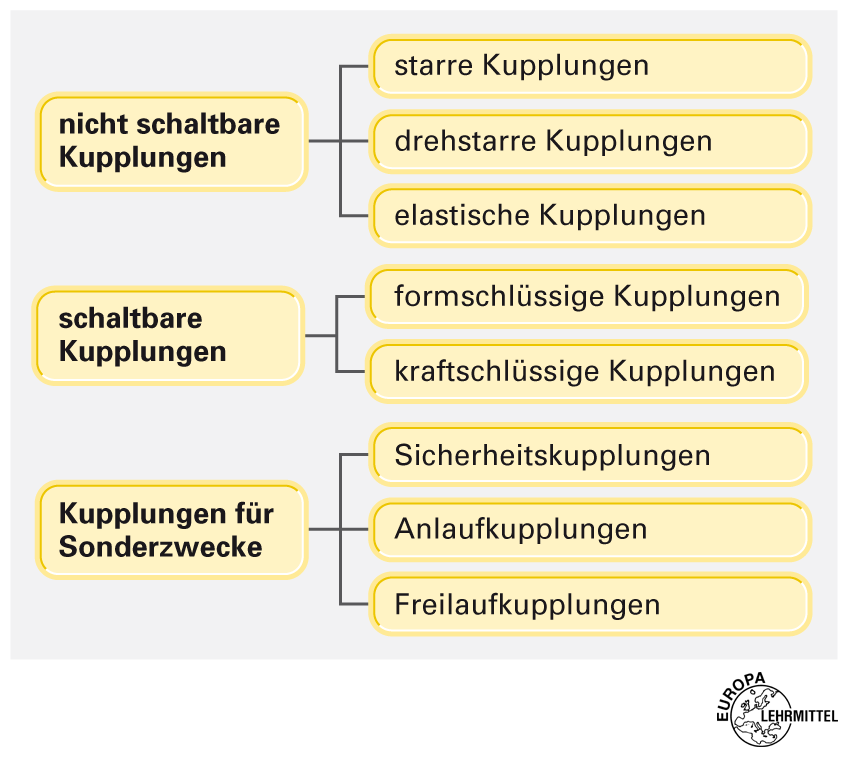 nicht schaltbare
Kupplungen
starre Kupplungen
drehstarre Kupplungen
elastische Kupplungen
schaltbare
Kupplungen
formschlüssige Kupplungen
kraftschlüssige Kupplungen
Kupplungen für
Sonderzwecke
Sicherheitskupplungen
Anlaufkupplungen
Freilaufkupplungen
EUROPA
LEHRMITTEL